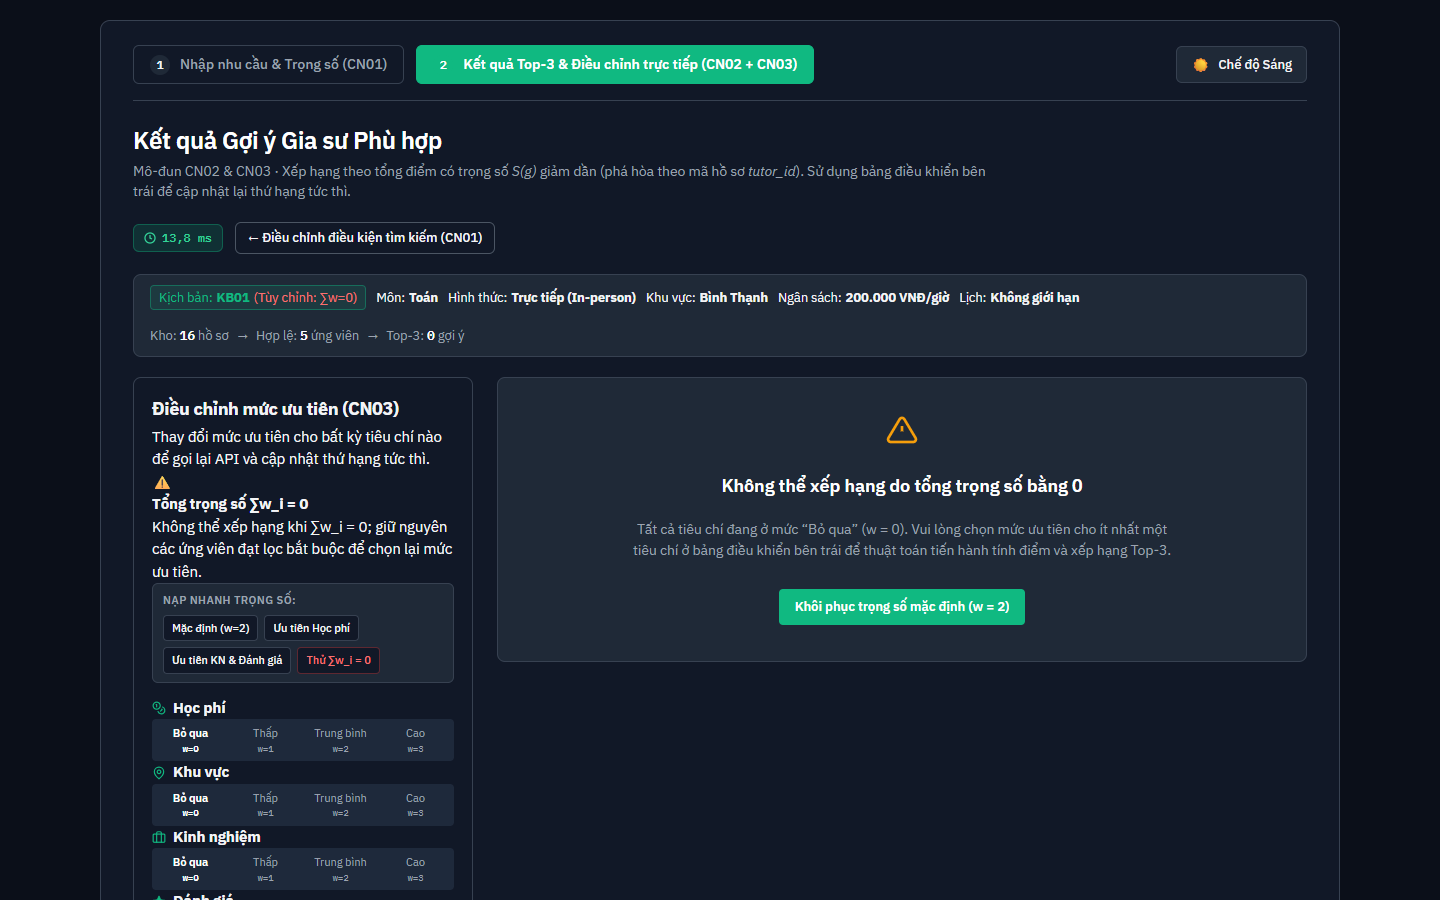 1 Nhập nhu cầu & Trọng số (CN01)
2 Kết quả Top-3 & Điều chỉnh trực tiếp (CN02 + CN03)
Chế độ Sáng
Kết quả Gợi ý Gia sư Phù hợp
Mô-đun CN02 & CN03 · Xếp hạng theo tổng điểm có trọng số S(g) giảm dần (phá hòa theo mã hồ sơ tutor_id). Sử dụng bảng điều khiển bên
trái để cập nhật lại thứ hạng tức thì.
13,8 ms
← Điều chỉnh điều kiện tìm kiếm (CN01)
Kịch bản: KB01 (Tùy chỉnh: ∑w=0) Môn: Toán Hình thức: Trực tiếp (In-person) Khu vực: Bình Thạnh Ngân sách: 200.000 VNĐ/giờ Lịch: Không giới hạn
Kho: 16 hồ sơ → Hợp lệ: 5 ứng viên → Top-3: 0 gợi ý
Điều chỉnh mức ưu tiên (CN03)
Thay đổi mức ưu tiên cho bất kỳ tiêu chí nào
để gọi lại API và cập nhật thứ hạng tức thì.
Tổng trọng số ∑w_i = 0
Không thể xếp hạng khi ∑w_i = 0; giữ nguyên
các ứng viên đạt lọc bắt buộc để chọn lại mức
ưu tiên.
NẠP NHANH TRỌNG SỐ:
Mặc định (w=2) Ưu tiên Học phí
Ưu tiên KN & Đánh giá Thử ∑w_i = 0
Học phí
Bỏ qua Thấp Trung bình Cao
w=0 w=1 w=2 w=3
Khu vực
Bỏ qua Thấp Trung bình Cao
w=0 w=1 w=2 w=3
Kinh nghiệm
Bỏ qua Thấp Trung bình Cao
w=0 w=1 w=2 w=3
Đánh giá
Không thể xếp hạng do tổng trọng số bằng 0
Tất cả tiêu chí đang ở mức “Bỏ qua” (w = 0). Vui lòng chọn mức ưu tiên cho ít nhất một
tiêu chí ở bảng điều khiển bên trái để thuật toán tiến hành tính điểm và xếp hạng Top-3.
Khôi phục trọng số mặc định (w = 2)